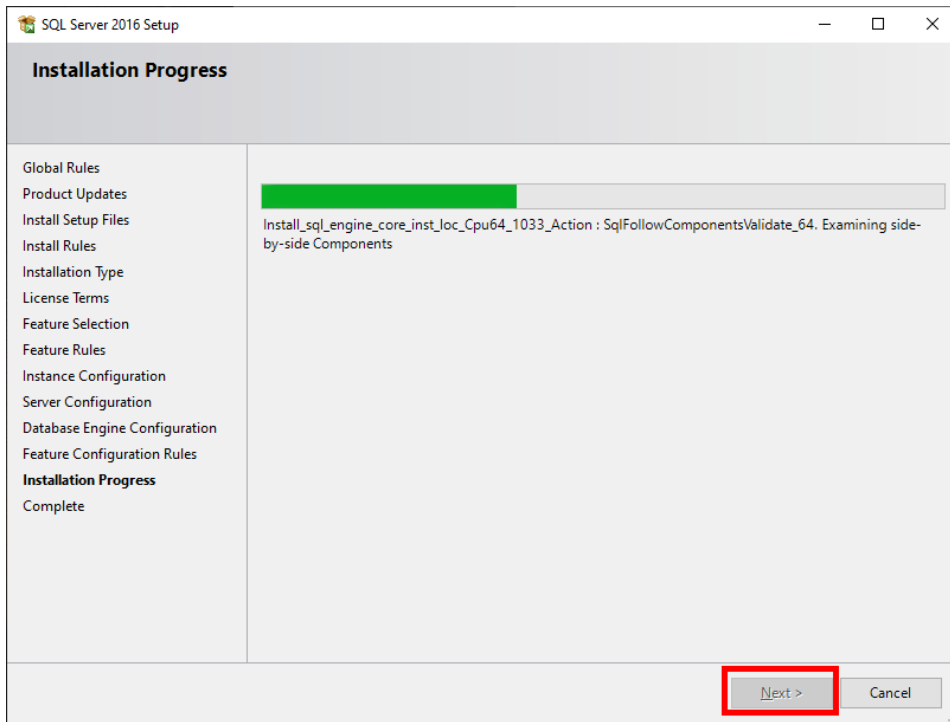 SQL Server 2016 Setup
Installation Progress
Global Rules
Product Updates
Install Setup Files
Install Rules
Installation Type
License Terms
Feature Selection
Feature Rules
Instance Configuration
Server Configuration
Database Engine Configuration
Feature Configuration Rules
Installation Progress
Complete
Install_sql_engine_core_inst_loc_Cpu64_1033_Action : SqlFollowComponentsValidate_64. Examining side-
by-side Components
Next >
Cancel